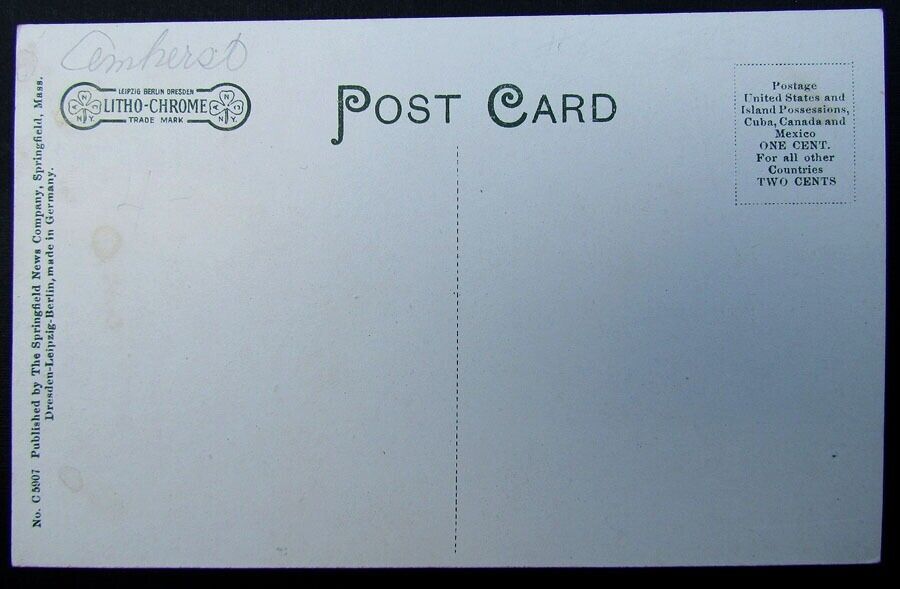 Amherst
LEIPZIG BERLIN DRESDEN
LITHO-CHROME
TRADE MARK
A N N Y
A N C N.Y.
POST CARD
Postage
United States and
Island Possessions,
Cuba, Canada and
Mexico
ONE CENT.
For all other
Countries
TWO CENTS
No. C 5907 Published by The Springfield News Company, Springfield, Mass.
Dresden-Leipzig-Berlin, made in Germany.